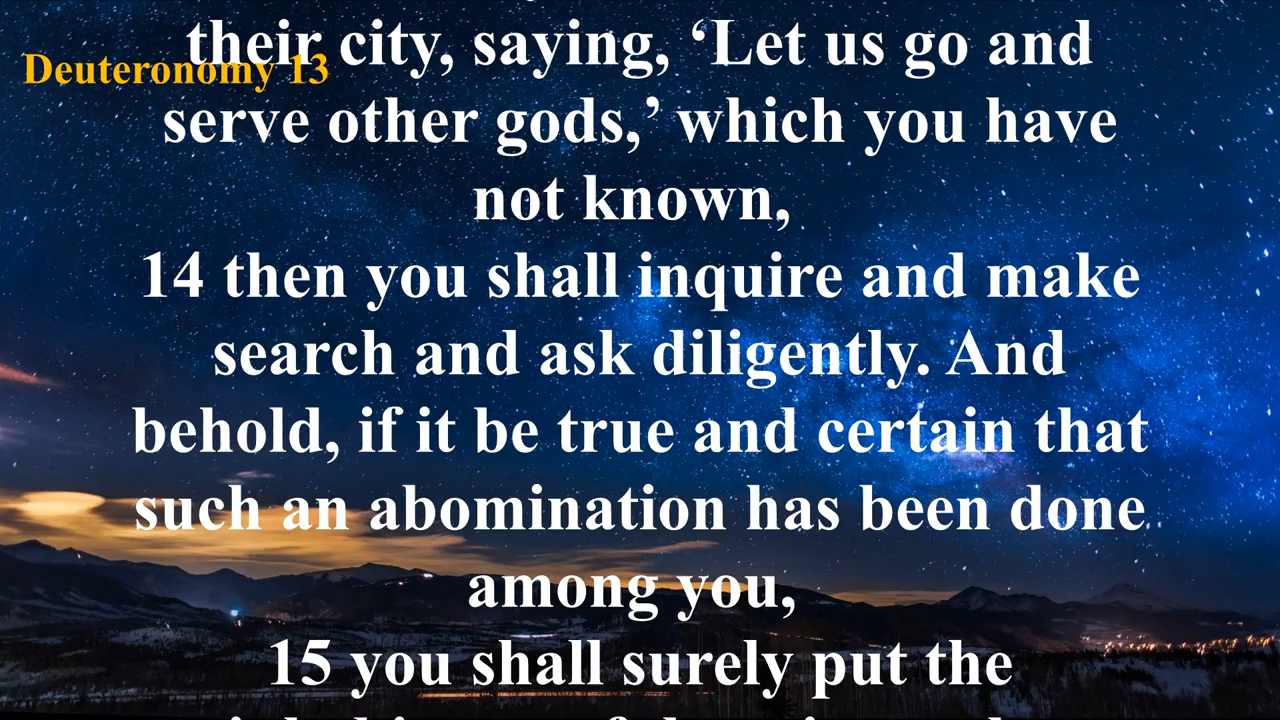 Deuteronomy 13
their city, saying, ‘Let us go and
serve other gods,’ which you have
not known,
14 then you shall inquire and make
search and ask diligently. And
behold, if it be true and certain that
such an abomination has been done
among you,
15 you shall surely put the